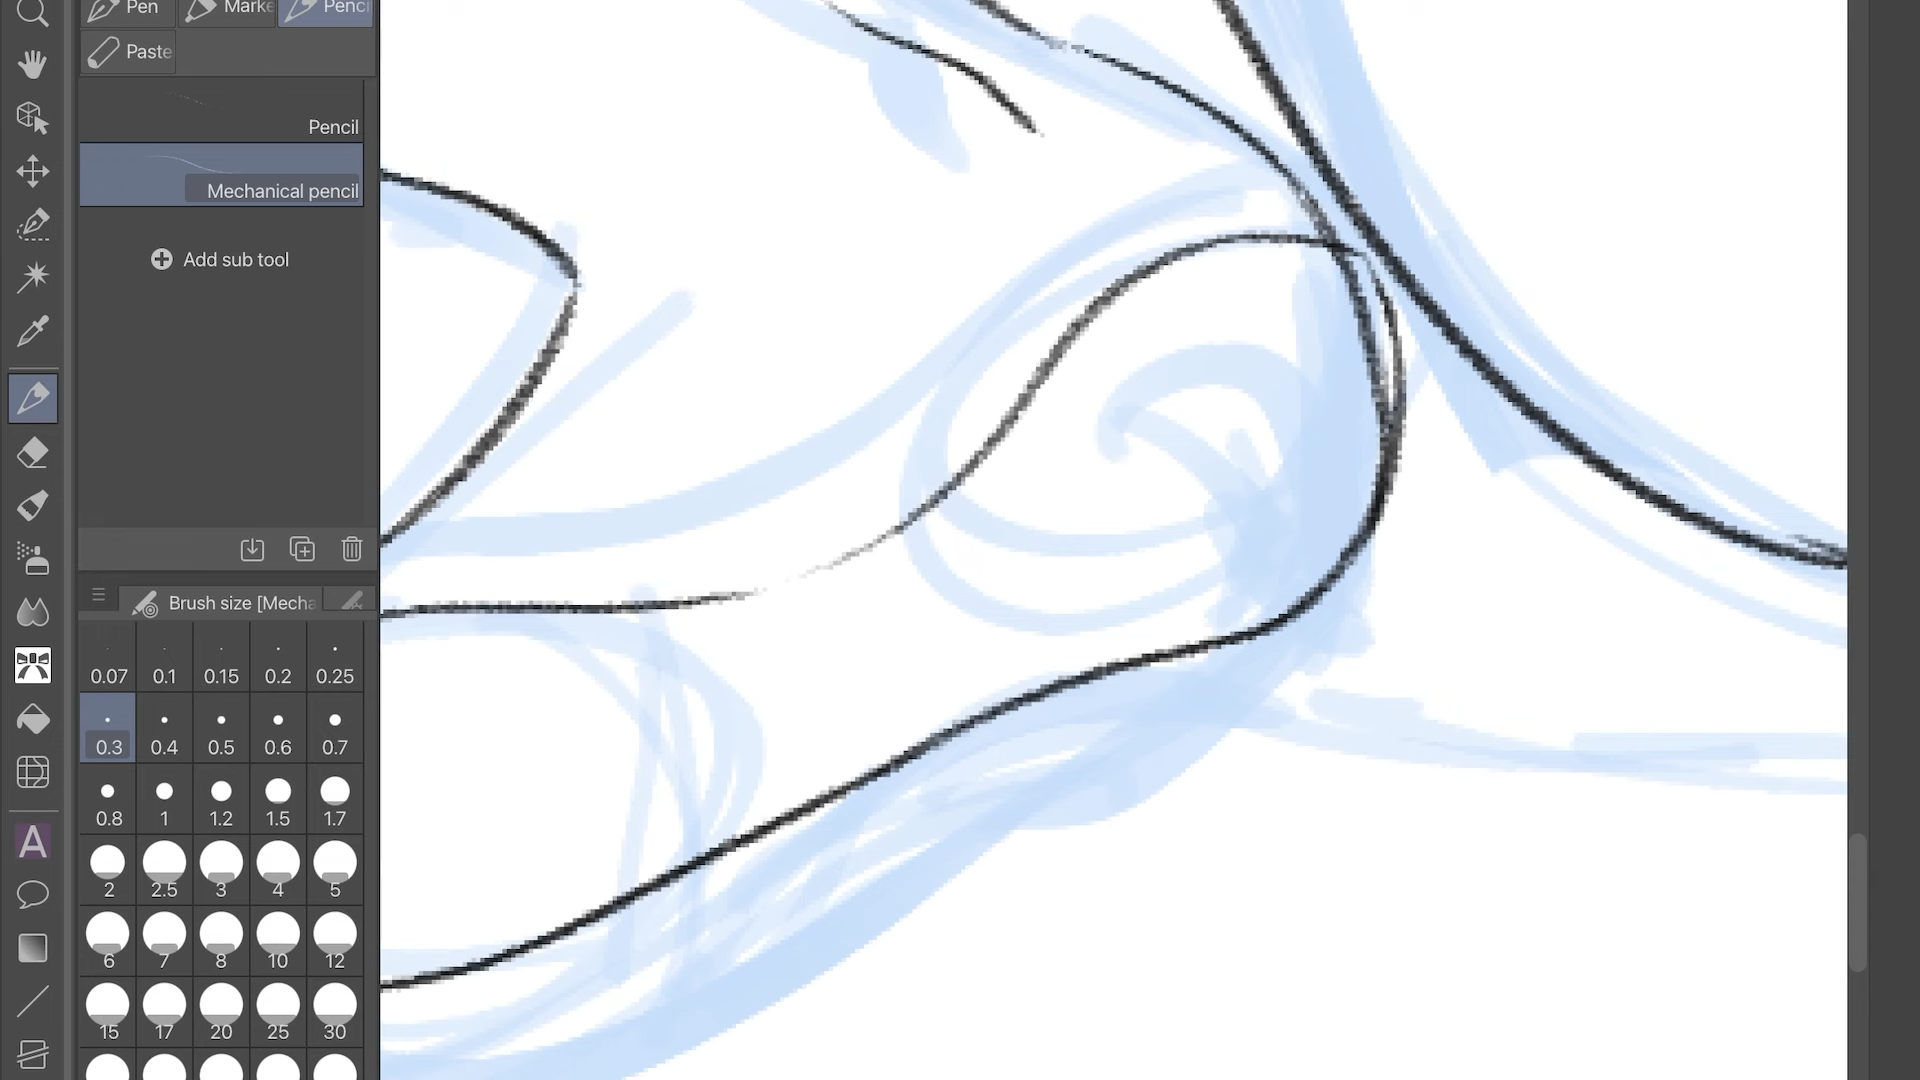 Pen Marke Penci
Paste
Pencil
Mechanical pencil
Add sub tool
Brush size [Mecha
0.07 0.1 0.15 0.2 0.25
0.3 0.4 0.5 0.6 0.7
0.8 1 1.2 1.5 1.7
2 2.5 3 4 5
6 7 8 10 12
15 17 20 25 30
A